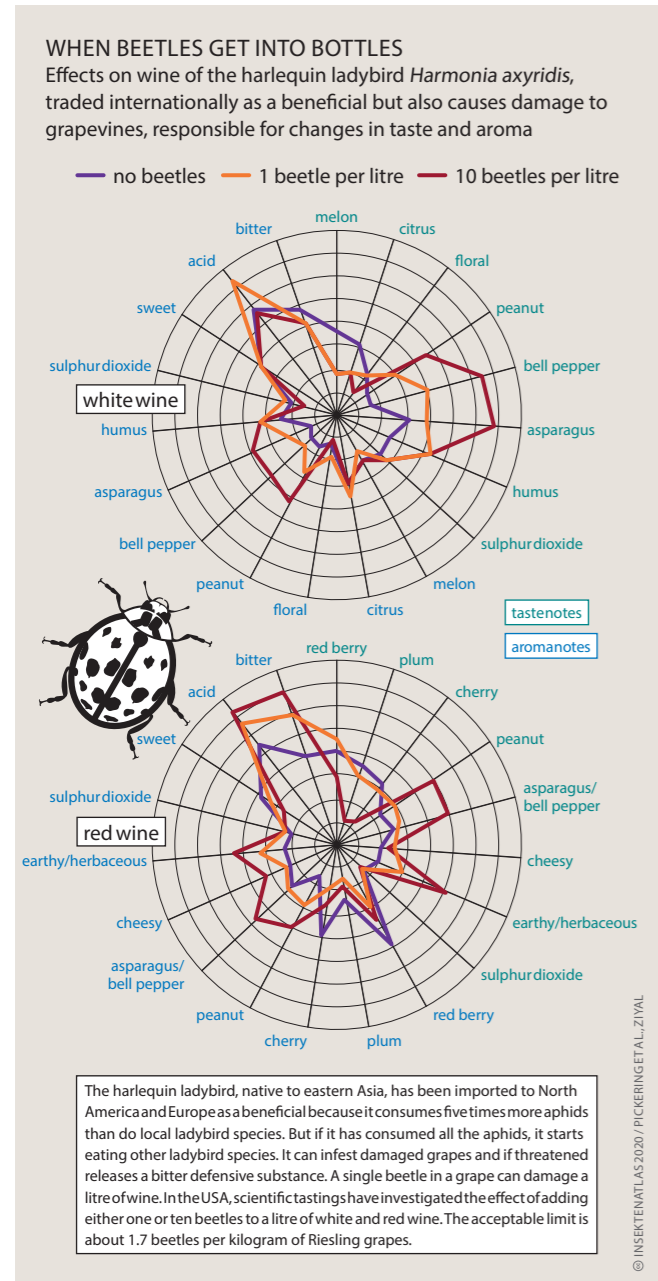 WHEN BEETLES GET INTO BOTTLES
Effects on wine of the harlequin ladybird Harmonia axyridis,
traded internationally as a beneficial but also causes damage to
grapevines, responsible for changes in taste and aroma
no beetles
1 beetle per litre
10 beetles per litre
melon
citrus
floral
peanut
bell pepper
asparagus
humus
sulphur dioxide
melon
citrus
floral
peanut
bell pepper
asparagus
humus
sulphur dioxide
sweet
acid
bitter
white wine
taste notes
aroma notes
red berry
plum
cherry
peanut
asparagus/
bell pepper
cheesy
earthy/herbaceous
sulphur dioxide
red berry
plum
cherry
peanut
asparagus/
bell pepper
cheesy
earthy/herbaceous
sulphur dioxide
sweet
acid
bitter
red wine
The harlequin ladybird, native to eastern Asia, has been imported to North
America and Europe as a beneficial because it consumes five times more aphids
than do local ladybird species. But if it has consumed all the aphids, it starts
eating other ladybird species. It can infest damaged grapes and if threatened
releases a bitter defensive substance. A single beetle in a grape can damage a
litre of wine. In the USA, scientific tastings have investigated the effect of adding
either one or ten beetles to a litre of white and red wine. The acceptable limit is
about 1.7 beetles per kilogram of Riesling grapes.
INSEKTENATLAS 2020 / PICKERING ET AL., ZIYAL